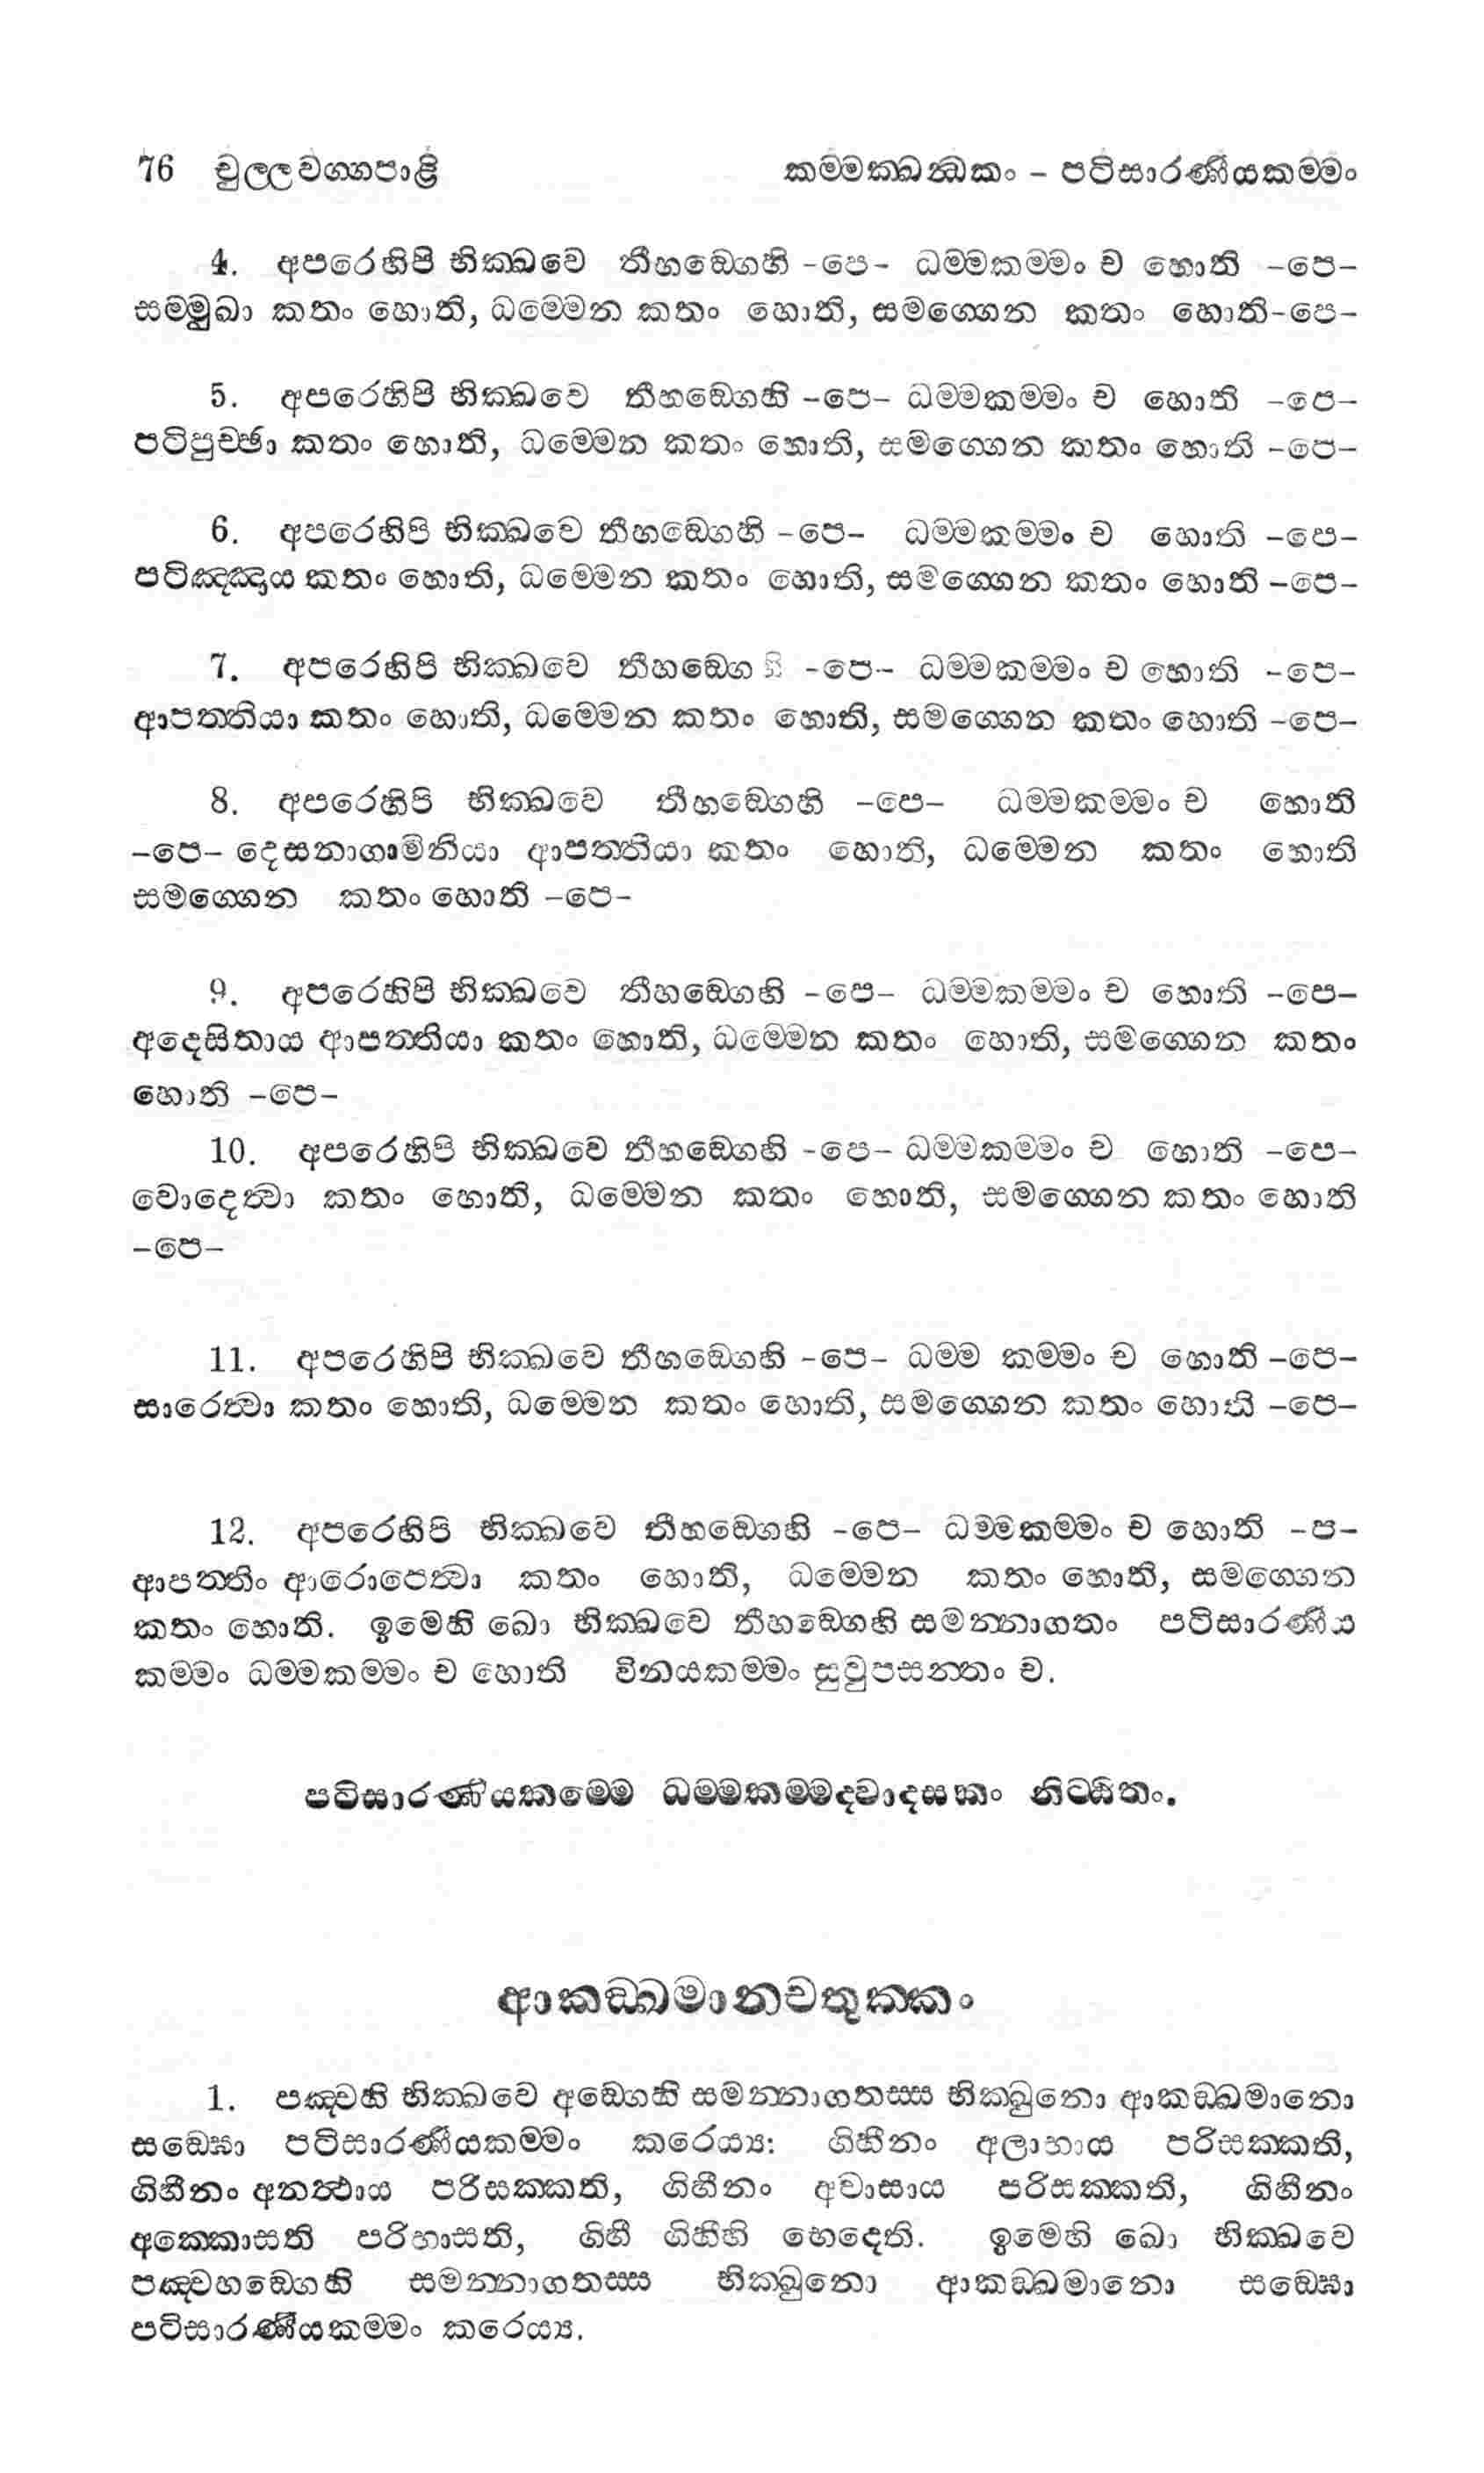 76 චුල්ලවග්ගපාළි කම්මක්ඛන්ධකං – පටිසාරණීයකම්මං
4. අපරෙහිපි භික්ඛවෙ තීහඞ්ගෙහි -පෙ- ධම්මකම්මං ච හොති -පෙ-
සම්මුඛා කතං හොති, ධම්මෙන කතං හොති, සමග්ගෙන කතං හොති-පෙ-
5. අපරෙහිපි භික්ඛවෙ තීහඞ්ගෙහි -පෙ- ධම්මකම්මං ච හොති -පෙ-
පටිපුච්ඡා කතං හොති, ධම්මෙන කතං හොති, සමග්ගෙන කතං හොති -පෙ-
6. අපරෙහිපි භික්ඛවෙ තීහඞ්ගෙහි -පෙ- ධම්මකම්මං ච හොති -පෙ-
පටිඤ්ඤාය කතං හොති, ධම්මෙන කතං හොති, සමග්ගෙන කතං හොති -පෙ-
7. අපරෙහිපි භික්ඛවෙ තීහඞ්ගෙහි -පෙ- ධම්මකම්මං ච හොති -පෙ-
ආපත්තියා කතං හොති, ධම්මෙන කතං හොති, සමග්ගෙන කතං හොති -පෙ-
8. අපරෙහිපි භික්ඛවෙ තීහඞ්ගෙහි -පෙ- ධම්මකම්මං ච හොති
-පෙ- දෙසනාගාමිනියා ආපත්තියා කතං හොති, ධම්මෙන කතං හොති
සමග්ගෙන කතං හොති -පෙ-
9. අපරෙහිපි භික්ඛවෙ තීහඞ්ගෙහි -පෙ- ධම්මකම්මං ච හොති -පෙ-
අදෙසිතාය ආපත්තියා කතං හොති, ධම්මෙන කතං හොති, සමග්ගෙන කතං
හොති -පෙ-
10. අපරෙහිපි භික්ඛවෙ තීහඞ්ගෙහි -පෙ- ධම්මකම්මං ච හොති -පෙ-
චොදෙත්වා කතං හොති, ධම්මෙන කතං හොති, සමග්ගෙන කතං හොති
-පෙ-
11. අපරෙහිපි භික්ඛවෙ තීහඞ්ගෙහි -පෙ- ධම්ම කම්මං ච හොති -පෙ-
සාරෙත්වා කතං හොති, ධම්මෙන කතං හොති, සමග්ගෙන කතං හොති -පෙ-
12. අපරෙහිපි භික්ඛවෙ තීහඞ්ගෙහි -පෙ- ධම්මකම්මං ච හොති -ප-
ආපත්තිං ආරොපෙත්වා කතං හොති, ධම්මෙන කතං හොති, සමග්ගෙන
කතං හොති. ඉමෙහි ඛො භික්ඛවෙ තීහඞ්ගෙහි සමන්නාගතං පටිසාරණීය
කම්මං ධම්මකම්මං ච හොති විනයකම්මං සුවූපසන්තං ච.
පටිසාරණීයකම්මෙ ධම්මකම්මද්වාදසකං නිට්ඨිතං.
ආකඞ්ඛමානචතුක්කං
1. පඤ්චහි භික්ඛවෙ අඞ්ගෙහි සමන්නාගතස්ස භික්ඛුනො ආකඞ්ඛමානො
සඞ්ඝො පටිසාරණීයකම්මං කරෙය්‍ය: ගිහීනං අලාභාය පරිසක්කති,
ගිහීනං අනත්ථාය පරිසක්කති, ගිහීනං අවාසාය පරිසක්කති, ගිහීනං
අක්කොසති පරිභාසති, ගිහී ගිහීහි භෙදෙති. ඉමෙහි ඛො භික්ඛවෙ
පඤ්චහඞ්ගෙහි සමන්නාගතස්ස භික්ඛුනො ආකඞ්ඛමානො සඞ්ඝො
පටිසාරණීයකම්මං කරෙය්‍ය.